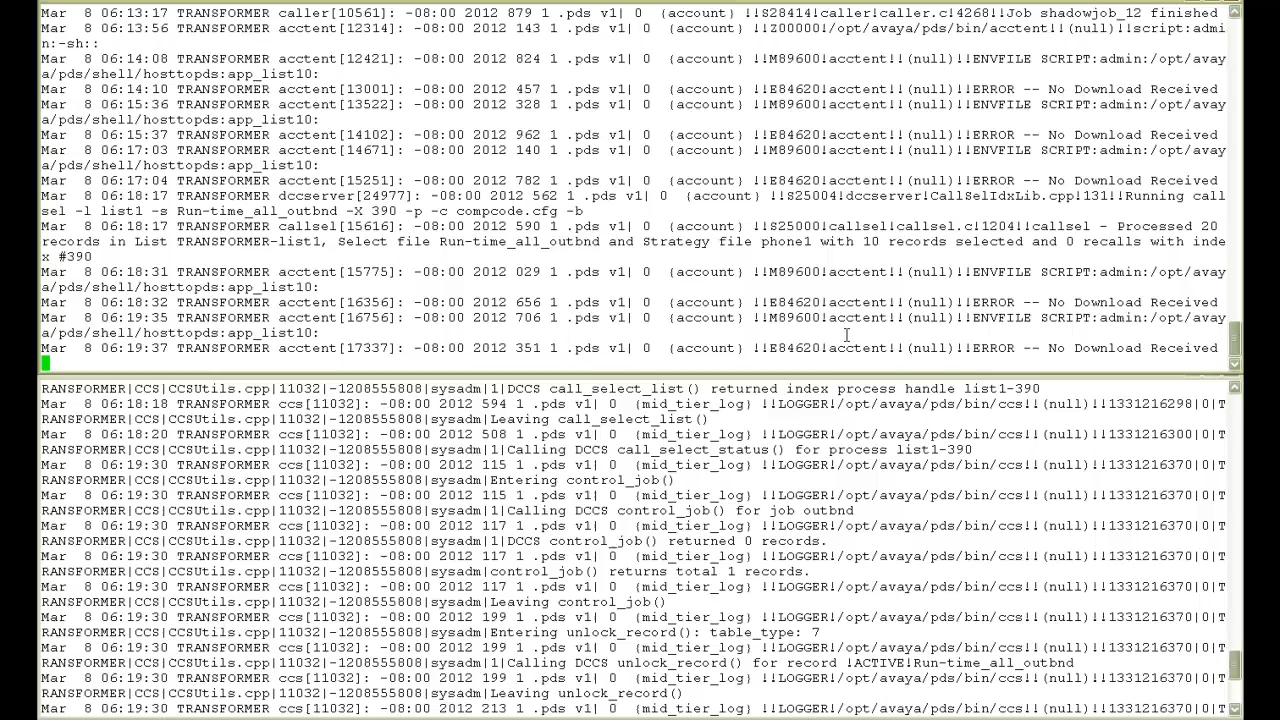 Mar  8 06:13:17 TRANSFORMER caller[10561]: -08:00 2012 879 1 .pds v1| 0  (account) !!S28414!caller!caller.c!4268!!Job shadowjob_12 finished
Mar  8 06:13:56 TRANSFORMER acctent[12314]: -08:00 2012 143 1 .pds v1| 0  (account) !!Z00000!/opt/avaya/pds/bin/acctent!!(null)!!script:admi
n:-sh::
Mar  8 06:14:08 TRANSFORMER acctent[12421]: -08:00 2012 824 1 .pds v1| 0  (account) !!M89600!acctent!!(null)!!ENVFILE SCRIPT:admin:/opt/avay
a/pds/shell/hosttopds:app_list10:
Mar  8 06:14:10 TRANSFORMER acctent[13001]: -08:00 2012 457 1 .pds v1| 0  (account) !!E84620!acctent!!(null)!!ERROR -- No Download Received
Mar  8 06:15:36 TRANSFORMER acctent[13522]: -08:00 2012 328 1 .pds v1| 0  (account) !!M89600!acctent!!(null)!!ENVFILE SCRIPT:admin:/opt/avay
a/pds/shell/hosttopds:app_list10:
Mar  8 06:15:37 TRANSFORMER acctent[14102]: -08:00 2012 962 1 .pds v1| 0  (account) !!E84620!acctent!!(null)!!ERROR -- No Download Received
Mar  8 06:17:03 TRANSFORMER acctent[14671]: -08:00 2012 140 1 .pds v1| 0  (account) !!M89600!acctent!!(null)!!ENVFILE SCRIPT:admin:/opt/avay
a/pds/shell/hosttopds:app_list10:
Mar  8 06:17:04 TRANSFORMER acctent[15251]: -08:00 2012 782 1 .pds v1| 0  (account) !!E84620!acctent!!(null)!!ERROR -- No Download Received
Mar  8 06:18:17 TRANSFORMER dccserver[24977]: -08:00 2012 562 1 .pds v1| 0  (account) !!S25004!dccserver!CallSelIdxLib.cpp!131!!Running call
sel -l list1 -s Run-time_all_outbnd -X 390 -p -c compcode.cfg -b
Mar  8 06:18:17 TRANSFORMER callsel[15616]: -08:00 2012 590 1 .pds v1| 0  (account) !!S25000!callsel!callsel.c!1204!!callsel - Processed 20
records in List TRANSFORMER-list1, Select file Run-time_all_outbnd and Strategy file phone1 with 10 records selected and 0 recalls with inde
x #390
Mar  8 06:18:31 TRANSFORMER acctent[15775]: -08:00 2012 029 1 .pds v1| 0  (account) !!M89600!acctent!!(null)!!ENVFILE SCRIPT:admin:/opt/avay
a/pds/shell/hosttopds:app_list10:
Mar  8 06:18:32 TRANSFORMER acctent[16356]: -08:00 2012 656 1 .pds v1| 0  (account) !!E84620!acctent!!(null)!!ERROR -- No Download Received
Mar  8 06:19:35 TRANSFORMER acctent[16756]: -08:00 2012 706 1 .pds v1| 0  (account) !!M89600!acctent!!(null)!!ENVFILE SCRIPT:admin:/opt/avay
a/pds/shell/hosttopds:app_list10:
Mar  8 06:19:37 TRANSFORMER acctent[17337]: -08:00 2012 351 1 .pds v1| 0  (account) !!E84620!acctent!!(null)!!ERROR -- No Download Received
RANSFORMER|CCS|CCSUtils.cpp|11032|-1208555808|sysadm|1|DCCS call_select_list() returned index process handle list1-390
Mar  8 06:18:18 TRANSFORMER ccs[11032]: -08:00 2012 594 1 .pds v1| 0  (mid_tier_log) !!LOGGER!/opt/avaya/pds/bin/ccs!!(null)!!1331216298|0|T
RANSFORMER|CCS|CCSUtils.cpp|11032|-1208555808|sysadm|Leaving call_select_list()
Mar  8 06:18:20 TRANSFORMER ccs[11032]: -08:00 2012 508 1 .pds v1| 0  (mid_tier_log) !!LOGGER!/opt/avaya/pds/bin/ccs!!(null)!!1331216300|0|T
RANSFORMER|CCS|CCSUtils.cpp|11032|-1208555808|sysadm|1|Calling DCCS call_select_status() for process list1-390
Mar  8 06:19:30 TRANSFORMER ccs[11032]: -08:00 2012 115 1 .pds v1| 0  (mid_tier_log) !!LOGGER!/opt/avaya/pds/bin/ccs!!(null)!!1331216370|0|T
RANSFORMER|CCS|CCSUtils.cpp|11032|-1208555808|sysadm|Entering control_job()
Mar  8 06:19:30 TRANSFORMER ccs[11032]: -08:00 2012 115 1 .pds v1| 0  (mid_tier_log) !!LOGGER!/opt/avaya/pds/bin/ccs!!(null)!!1331216370|0|T
RANSFORMER|CCS|CCSUtils.cpp|11032|-1208555808|sysadm|1|Calling DCCS control_job() for job outbnd
Mar  8 06:19:30 TRANSFORMER ccs[11032]: -08:00 2012 117 1 .pds v1| 0  (mid_tier_log) !!LOGGER!/opt/avaya/pds/bin/ccs!!(null)!!1331216370|0|T
RANSFORMER|CCS|CCSUtils.cpp|11032|-1208555808|sysadm|1|DCCS control_job() returned 0 records.
Mar  8 06:19:30 TRANSFORMER ccs[11032]: -08:00 2012 117 1 .pds v1| 0  (mid_tier_log) !!LOGGER!/opt/avaya/pds/bin/ccs!!(null)!!1331216370|0|T
RANSFORMER|CCS|CCSUtils.cpp|11032|-1208555808|sysadm|control_job() returns total 1 records.
Mar  8 06:19:30 TRANSFORMER ccs[11032]: -08:00 2012 117 1 .pds v1| 0  (mid_tier_log) !!LOGGER!/opt/avaya/pds/bin/ccs!!(null)!!1331216370|0|T
RANSFORMER|CCS|CCSUtils.cpp|11032|-1208555808|sysadm|Leaving control_job()
Mar  8 06:19:30 TRANSFORMER ccs[11032]: -08:00 2012 199 1 .pds v1| 0  (mid_tier_log) !!LOGGER!/opt/avaya/pds/bin/ccs!!(null)!!1331216370|0|T
RANSFORMER|CCS|CCSUtils.cpp|11032|-1208555808|sysadm|Entering unlock_record(): table_type: 7
Mar  8 06:19:30 TRANSFORMER ccs[11032]: -08:00 2012 199 1 .pds v1| 0  (mid_tier_log) !!LOGGER!/opt/avaya/pds/bin/ccs!!(null)!!1331216370|0|T
RANSFORMER|CCS|CCSUtils.cpp|11032|-1208555808|sysadm|1|Calling DCCS unlock_record() for record !ACTIVE!Run-time_all_outbnd
Mar  8 06:19:30 TRANSFORMER ccs[11032]: -08:00 2012 199 1 .pds v1| 0  (mid_tier_log) !!LOGGER!/opt/avaya/pds/bin/ccs!!(null)!!1331216370|0|T
RANSFORMER|CCS|CCSUtils.cpp|11032|-1208555808|sysadm|Leaving unlock_record()
Mar  8 06:19:30 TRANSFORMER ccs[11032]: -08:00 2012 213 1 .pds v1| 0  (mid_tier_log) !!LOGGER!/opt/avaya/pds/bin/ccs!!(null)!!1331216370|0|T